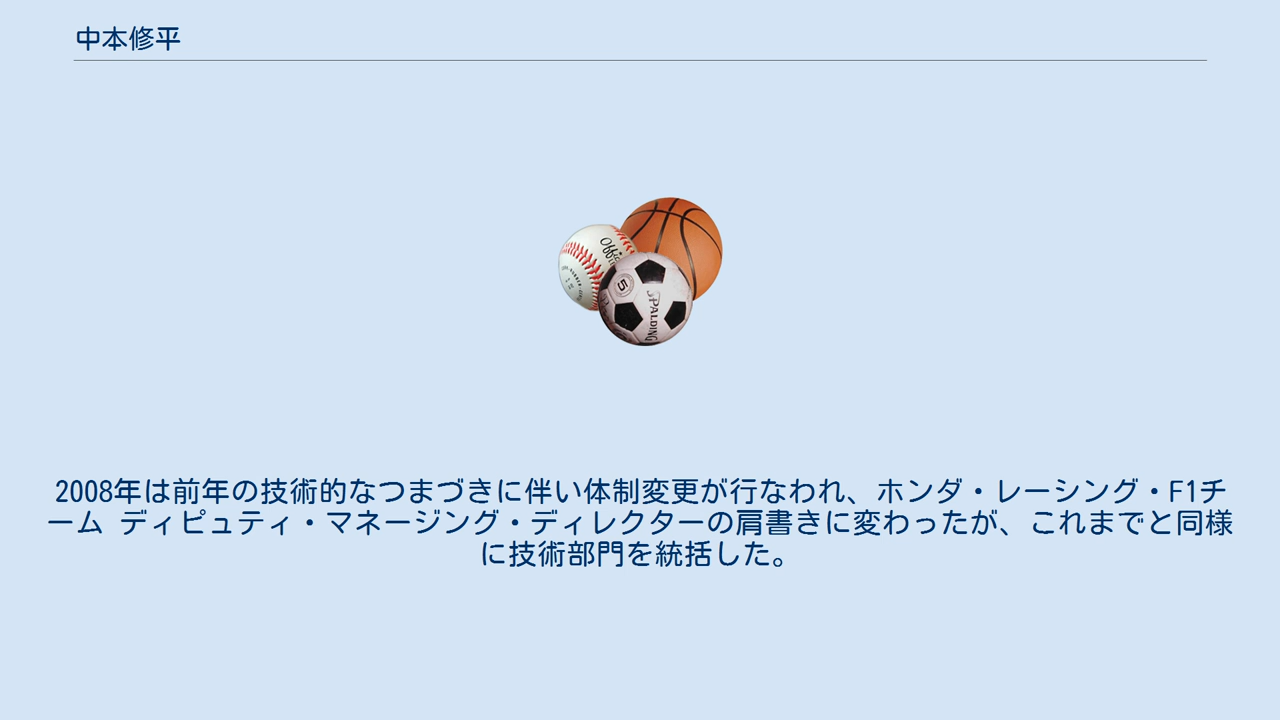 中本修平
Offic
5
SPALDING
2008年は前年の技術的なつまづきに伴い体制変更が行なわれ、ホンダ・レーシング・F1チ
ーム ディピュティ・マネージング・ディレクターの肩書きに変わったが、これまでと同様
に技術部門を統括した。